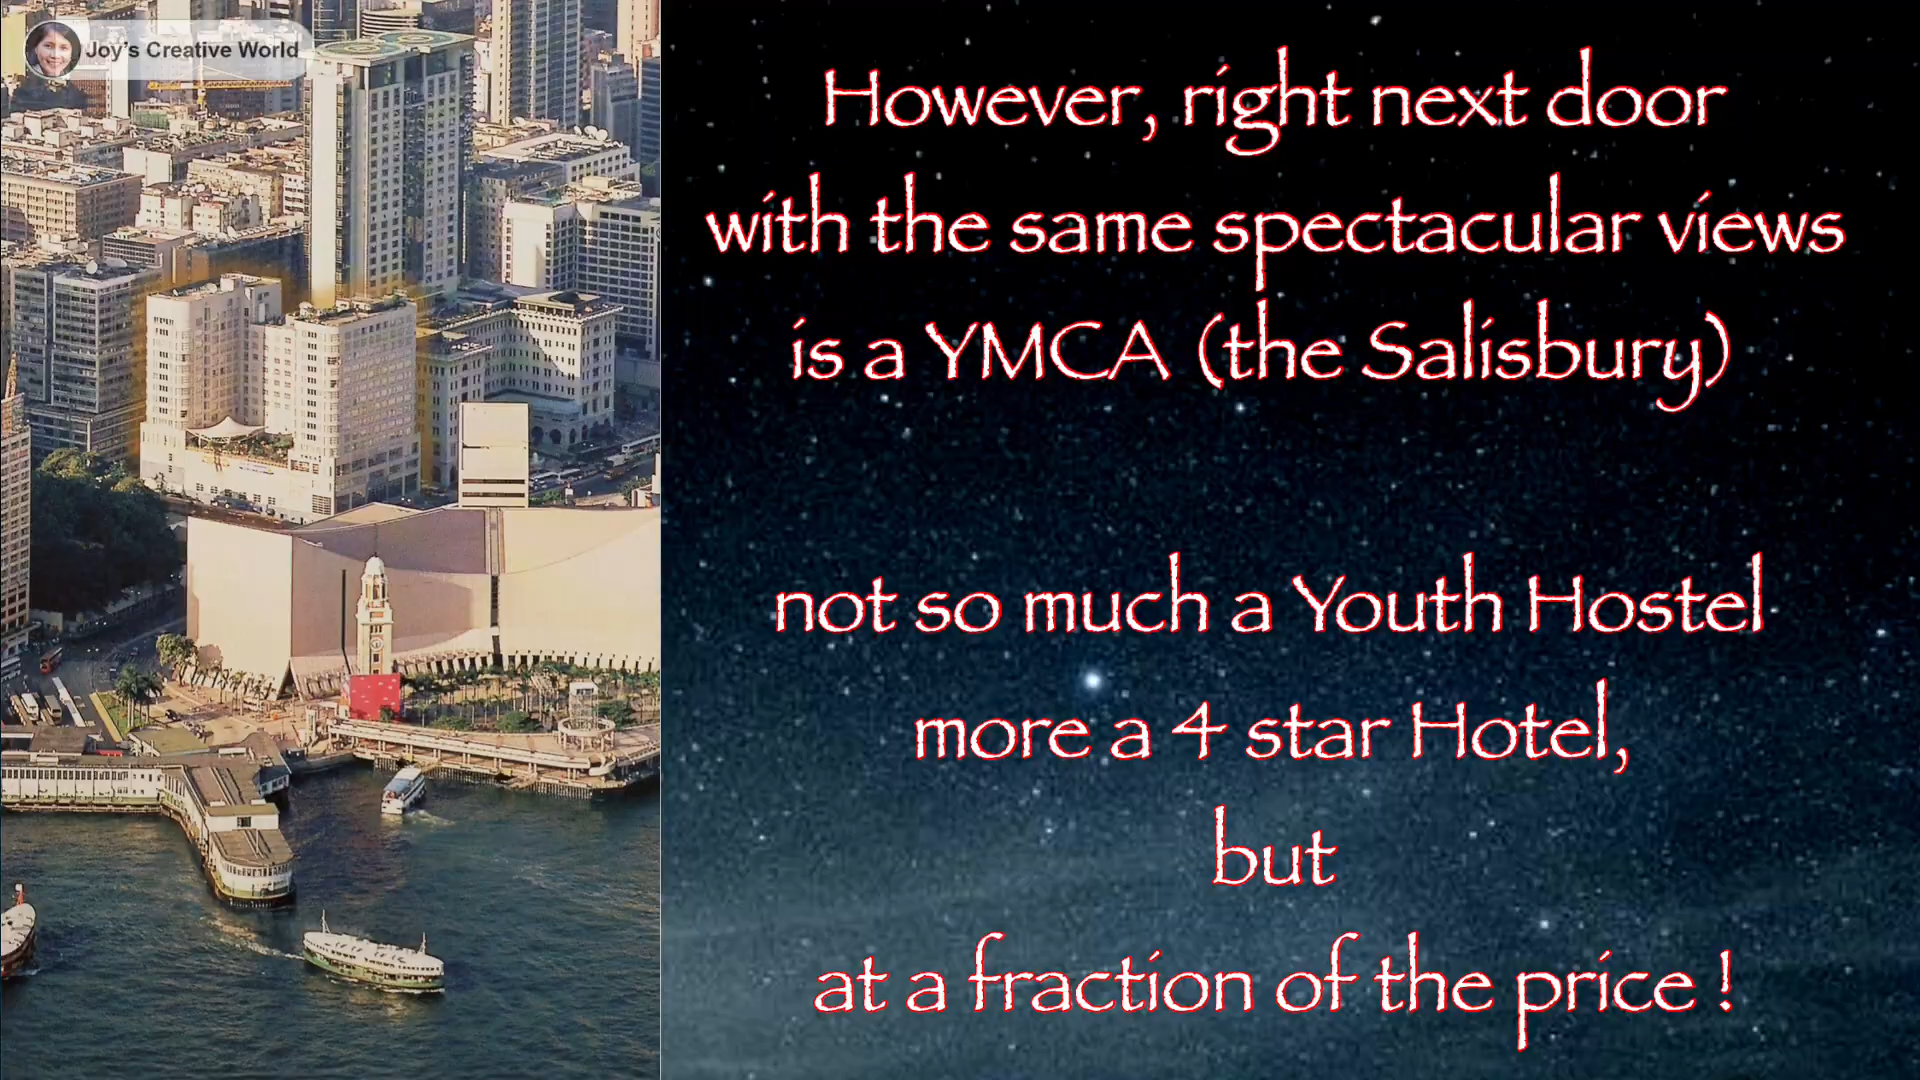 Joy's Creative World
However, right next door
with the same spectacular views
is a YMCA (the Salisbury)
not so much a Youth Hostel
more a 4 star Hotel,
but
at a fraction of the price !